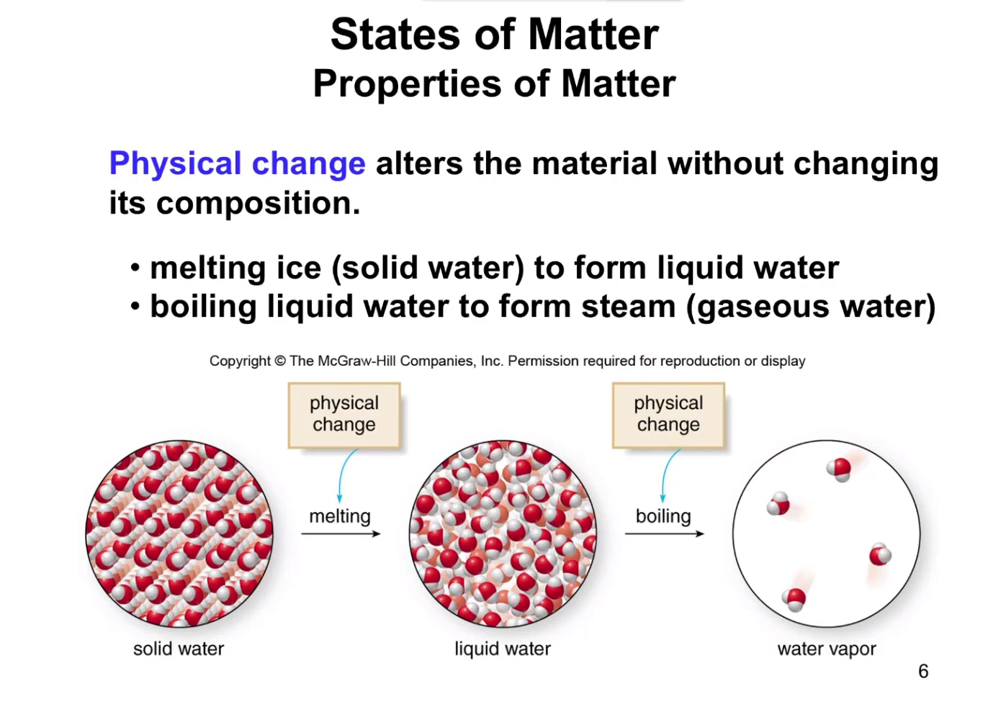 States of Matter
Properties of Matter
Physical change alters the material without changing
its composition.
• melting ice (solid water) to form liquid water
• boiling liquid water to form steam (gaseous water)
Copyright © The McGraw-Hill Companies, Inc. Permission required for reproduction or display
physical
change
physical
change
melting
boiling
solid water
liquid water
water vapor
6